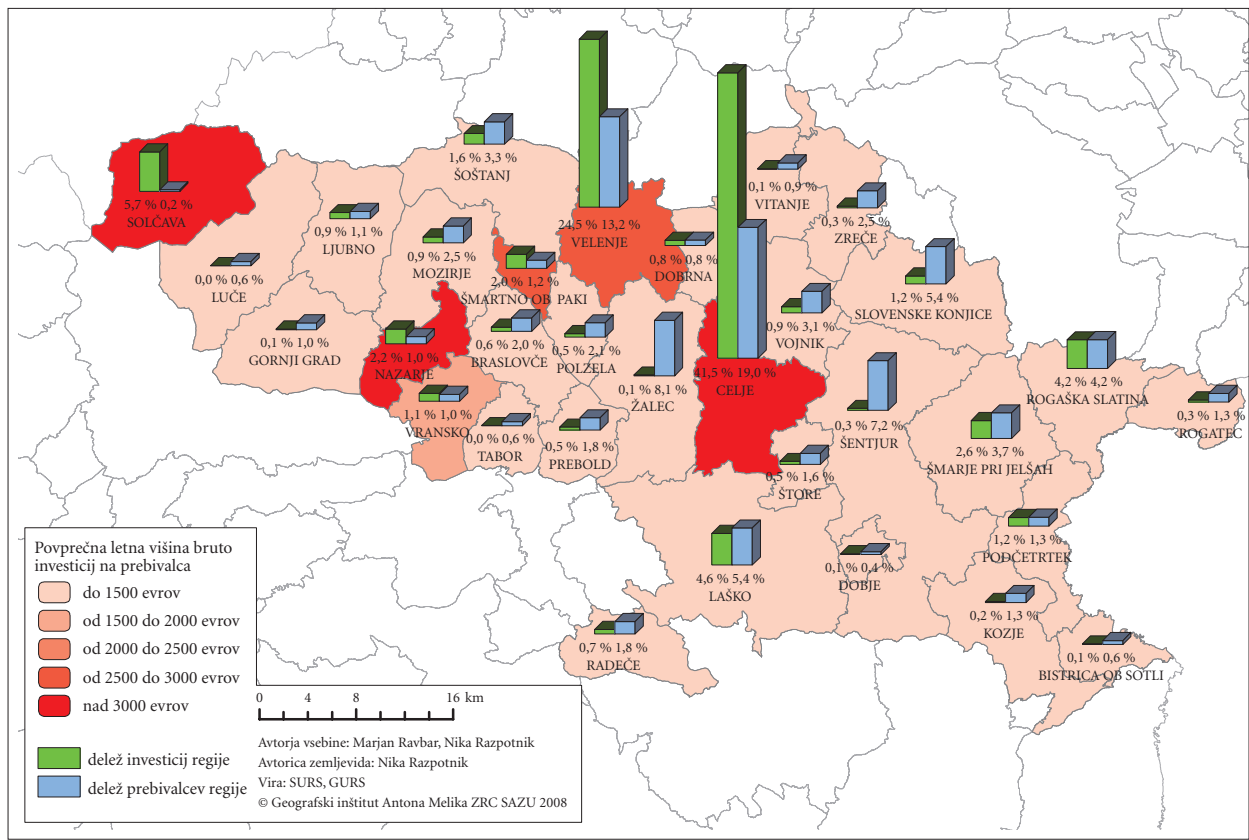 1,6 % 3,3 %
ŠOŠTANJ
5,7 % 0,2 %
SOLČAVA
0,9 % 1,1 %
LJUBNO
0,0 % 0,6 %
LUČE
0,9 % 2,5 %
MOZIRJE
24,5 % 13,2 %
VELENJE
0,1 % 0,9 %
VITANJE
0,3 % 2,5 %
ZREČE
0,8 % 0,8 %
DOBRNA
2,0 % 1,2 %
ŠMARTNO OB PAKI
1,2 % 5,4 %
SLOVENSKE KONJICE
0,1 % 1,0 %
GORNJI GRAD
2,2 % 1,0 %
NAZARJE
0,6 % 2,0 %
BRASLOVČE
0,5 % 2,1 %
POLZELA
0,9 % 3,1 %
VOJNIK
0,1 % 8,1 %
ŽALEC
41,5 % 19,0 %
CELJE
4,2 % 4,2 %
ROGAŠKA SLATINA
0,3 % 1,3 %
ROGATEC
1,1 % 1,0 %
VRANSKO
0,0 % 0,6 %
TABOR
0,5 % 1,8 %
PREBOLD
0,3 % 7,2 %
ŠENTJUR
2,6 % 3,7 %
ŠMARJE PRI JELŠAH
0,5 % 1,6 %
ŠTORE
4,6 % 5,4 %
LAŠKO
0,1 % 0,4 %
DOBJE
1,2 % 1,3 %
PODČETRTEK
0,2 % 1,3 %
KOZJE
0,7 % 1,8 %
RADEČE
0,1 % 0,6 %
BISTRICA OB SOTLI
Povprečna letna višina bruto
investicij na prebivalca
do 1500 evrov
od 1500 do 2000 evrov
od 2000 do 2500 evrov
od 2500 do 3000 evrov
nad 3000 evrov
delež investicij regije
delež prebivalcev regije
0 4 8 12 16 km
Avtorja vsebine: Marjan Ravbar, Nika Razpotnik
Avtorica zemljevida: Nika Razpotnik
Vira: SURS, GURS
© Geografski inštitut Antona Melika ZRC SAZU 2008